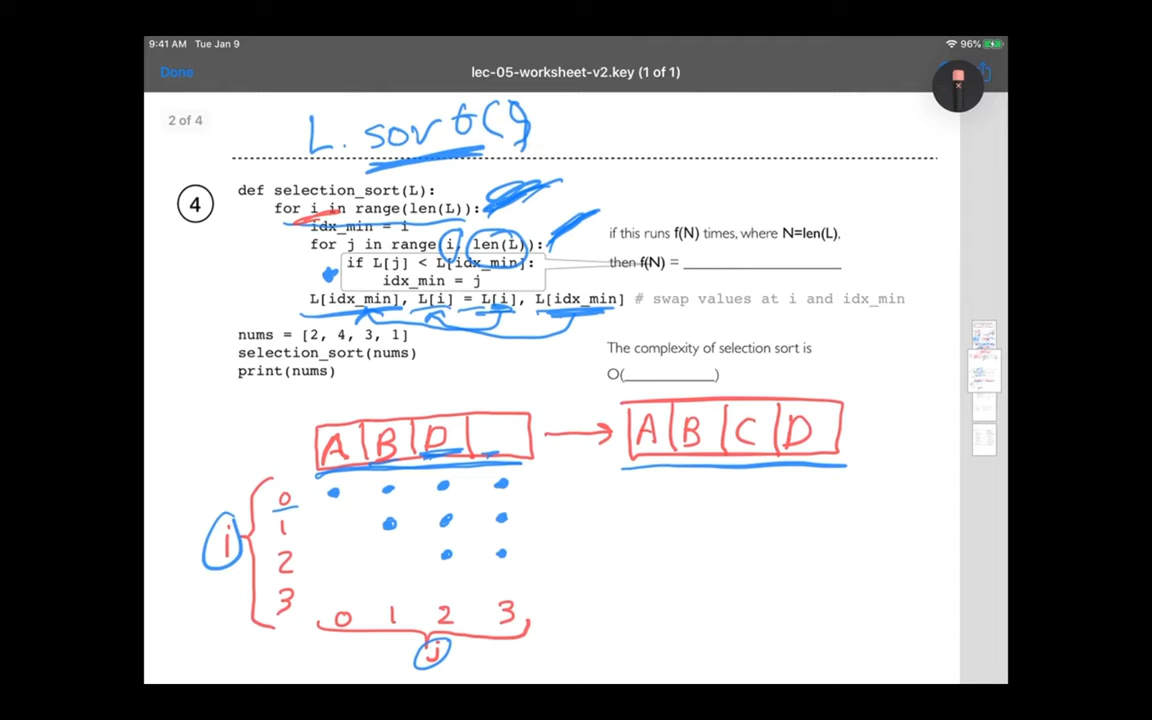 9:41 AM Tue Jan 9
96%
Done
lec-05-worksheet-v2.key (1 of 1)
2 of 4
L. sort()
4
def selection_sort(L):
for i in range(len(L)):
idx_min = i
for j in range(i, len(L)):
if L[j] < L[idx_min]:
idx_min = j
L[idx_min], L[i] = L[i], L[idx_min] # swap values at i and idx_min
if this runs f(N) times, where N=len(L),
then f(N) = ____________________
nums = [2, 4, 3, 1]
selection_sort(nums)
print(nums)
The complexity of selection sort is
O(____________)
A B D
A B C D
i
0
1
2
3
0 1 2 3
j